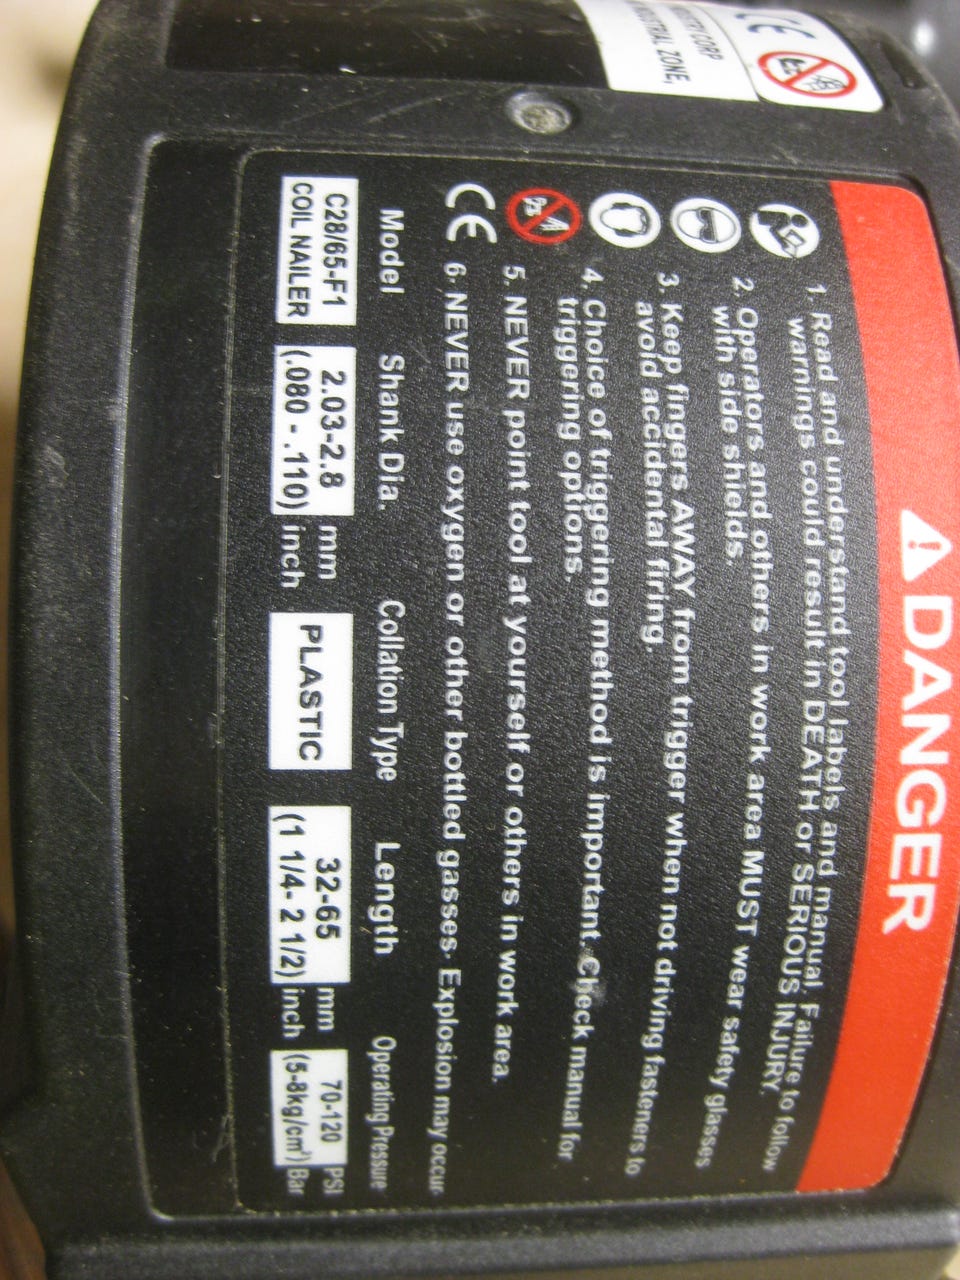 CE
USTRY CORP
NDUSTRIAL ZONE,
DANGER
1. Read and understand tool labels and manual. Failure to follow
warnings could result in DEATH or SERIOUS INJURY.
2. Operators and others in work area MUST wear safety glasses
with side shields.
3. Keep fingers AWAY from trigger when not driving fasteners to
avoid accidental firing.
4. Choice of triggering method is important. Check manual for
triggering options.
5. NEVER point tool at yourself or others in work area.
CE 6. NEVER use oxygen or other bottled gasses. Explosion may occur.
Model Shank Dia. Collation Type Length Operating Pressure
C28/65-F1 2.03-2.8 mm PLASTIC 32-65 mm 70-120 PSI
COIL NAILER (.080 - .110) inch (1 1/4- 2 1/2) inch (5-8kg/cm²) Bar